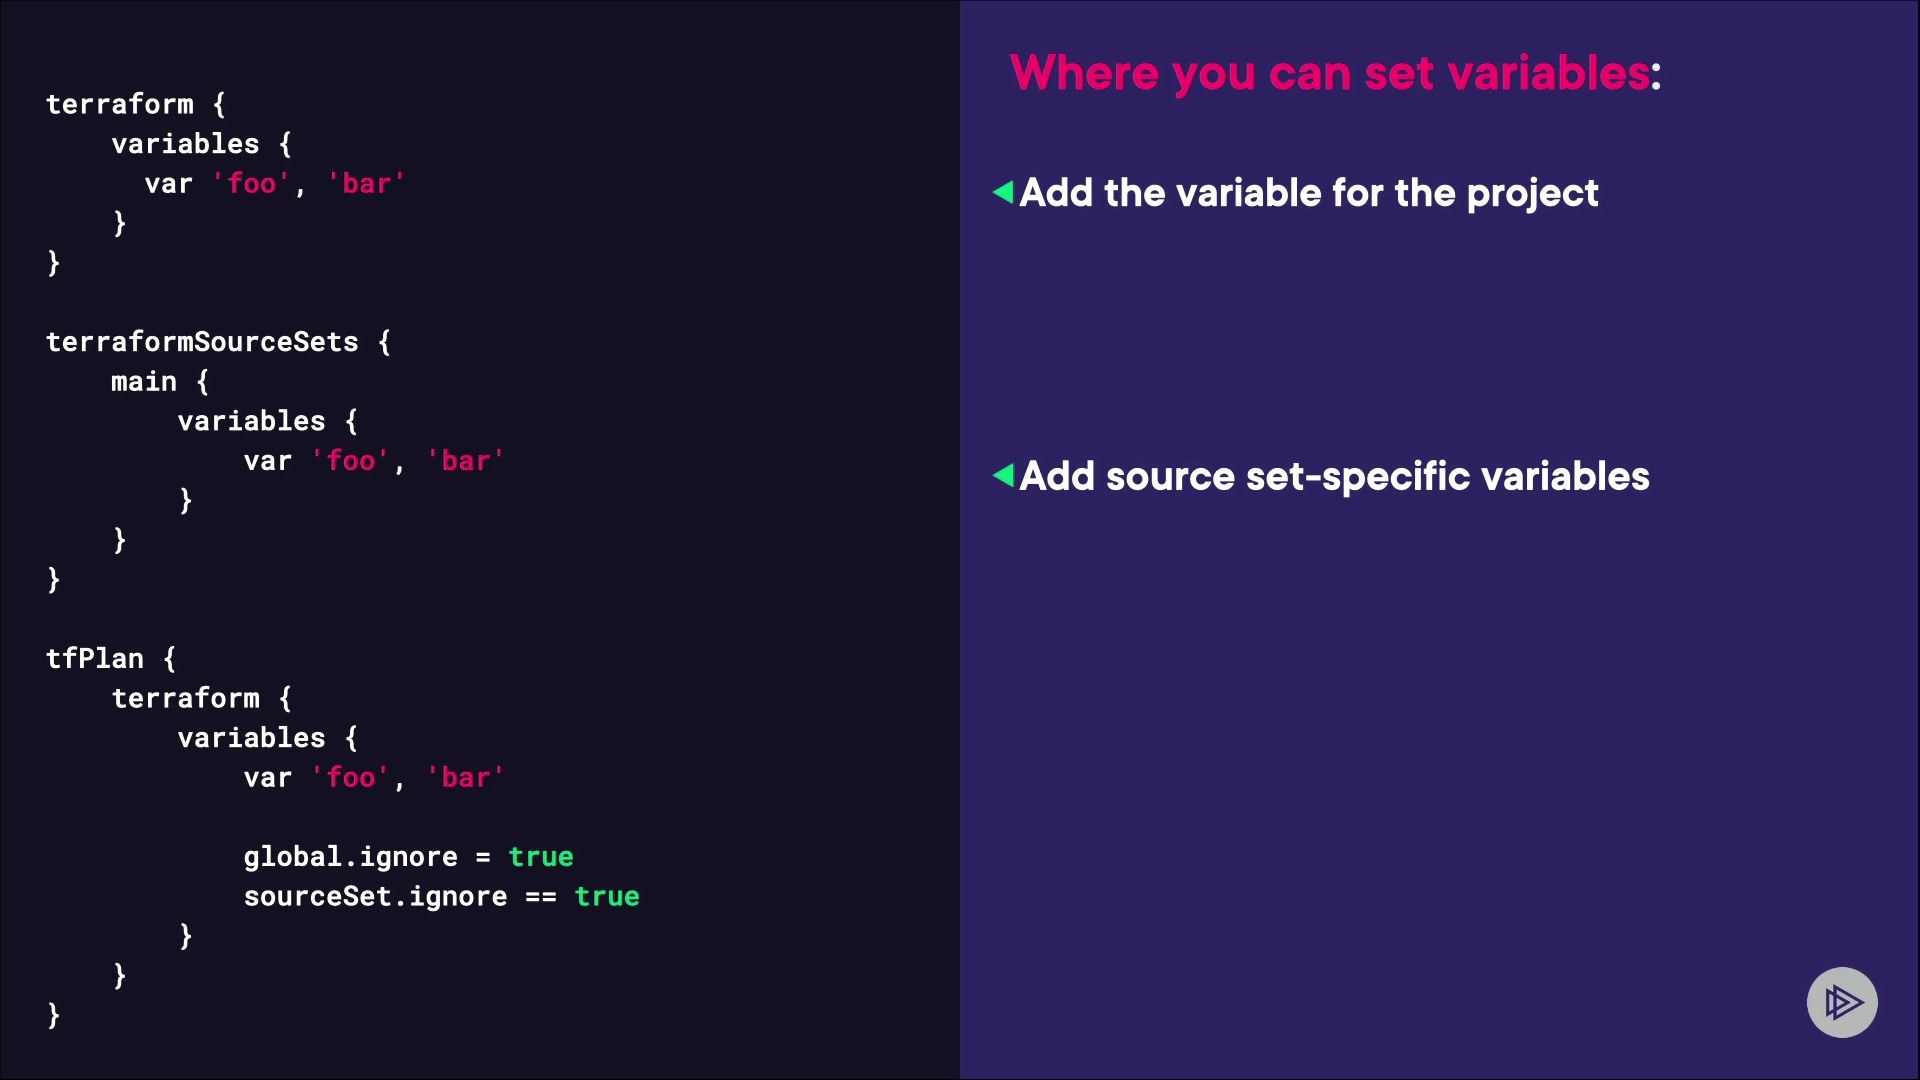 terraform {
variables {
var 'foo', 'bar'
}
}
terraformSourceSets {
main {
variables {
var 'foo', 'bar'
}
}
}
tfPlan {
terraform {
variables {
var 'foo', 'bar'
global.ignore = true
sourceSet.ignore == true
}
}
}
Where you can set variables:
Add the variable for the project
Add source set-specific variables